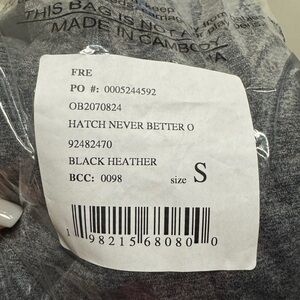 THIS BAG IS NOT A
MADE IN CAMBODIA
FRE
PO #: 0005244592
OB2070824
HATCH NEVER BETTER O
92482470
BLACK HEATHER
BCC: 0098 size S
1 98215 68080 0